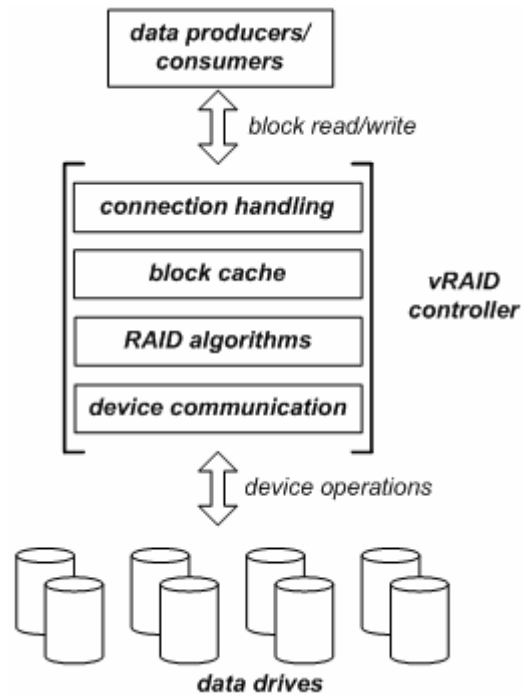 data producers/
consumers
block read/write
connection handling
block cache
vRAID
controller
RAID algorithms
device communication
device operations
data drives